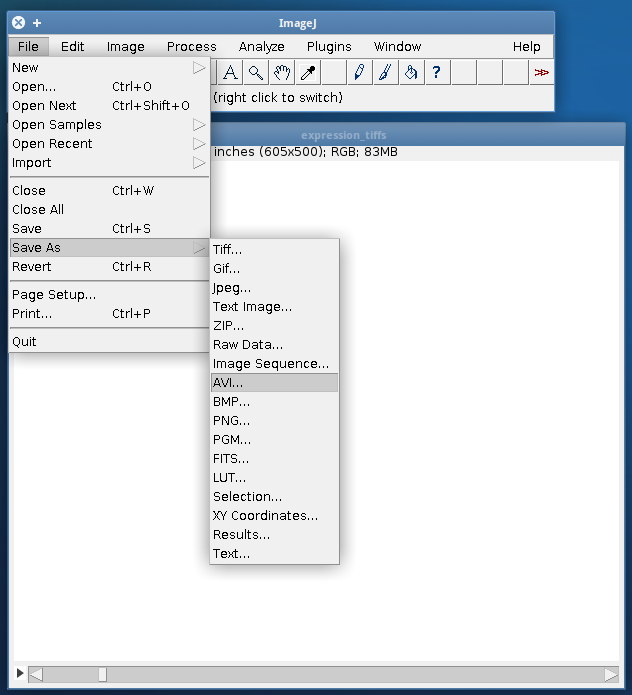 ImageJ
File Edit Image Process Analyze Plugins Window Help
(right click to switch)
expression_tiffs
inches (605x500); RGB; 83MB
New
Open... Ctrl+O
Open Next Ctrl+Shift+O
Open Samples
Open Recent
Import
Close Ctrl+W
Close All
Save Ctrl+S
Save As
Revert Ctrl+R
Page Setup...
Print... Ctrl+P
Quit
Tiff...
Gif...
Jpeg...
Text Image...
ZIP...
Raw Data...
Image Sequence...
AVI...
BMP...
PNG...
PGM...
FITS...
LUT...
Selection...
XY Coordinates...
Results...
Text...